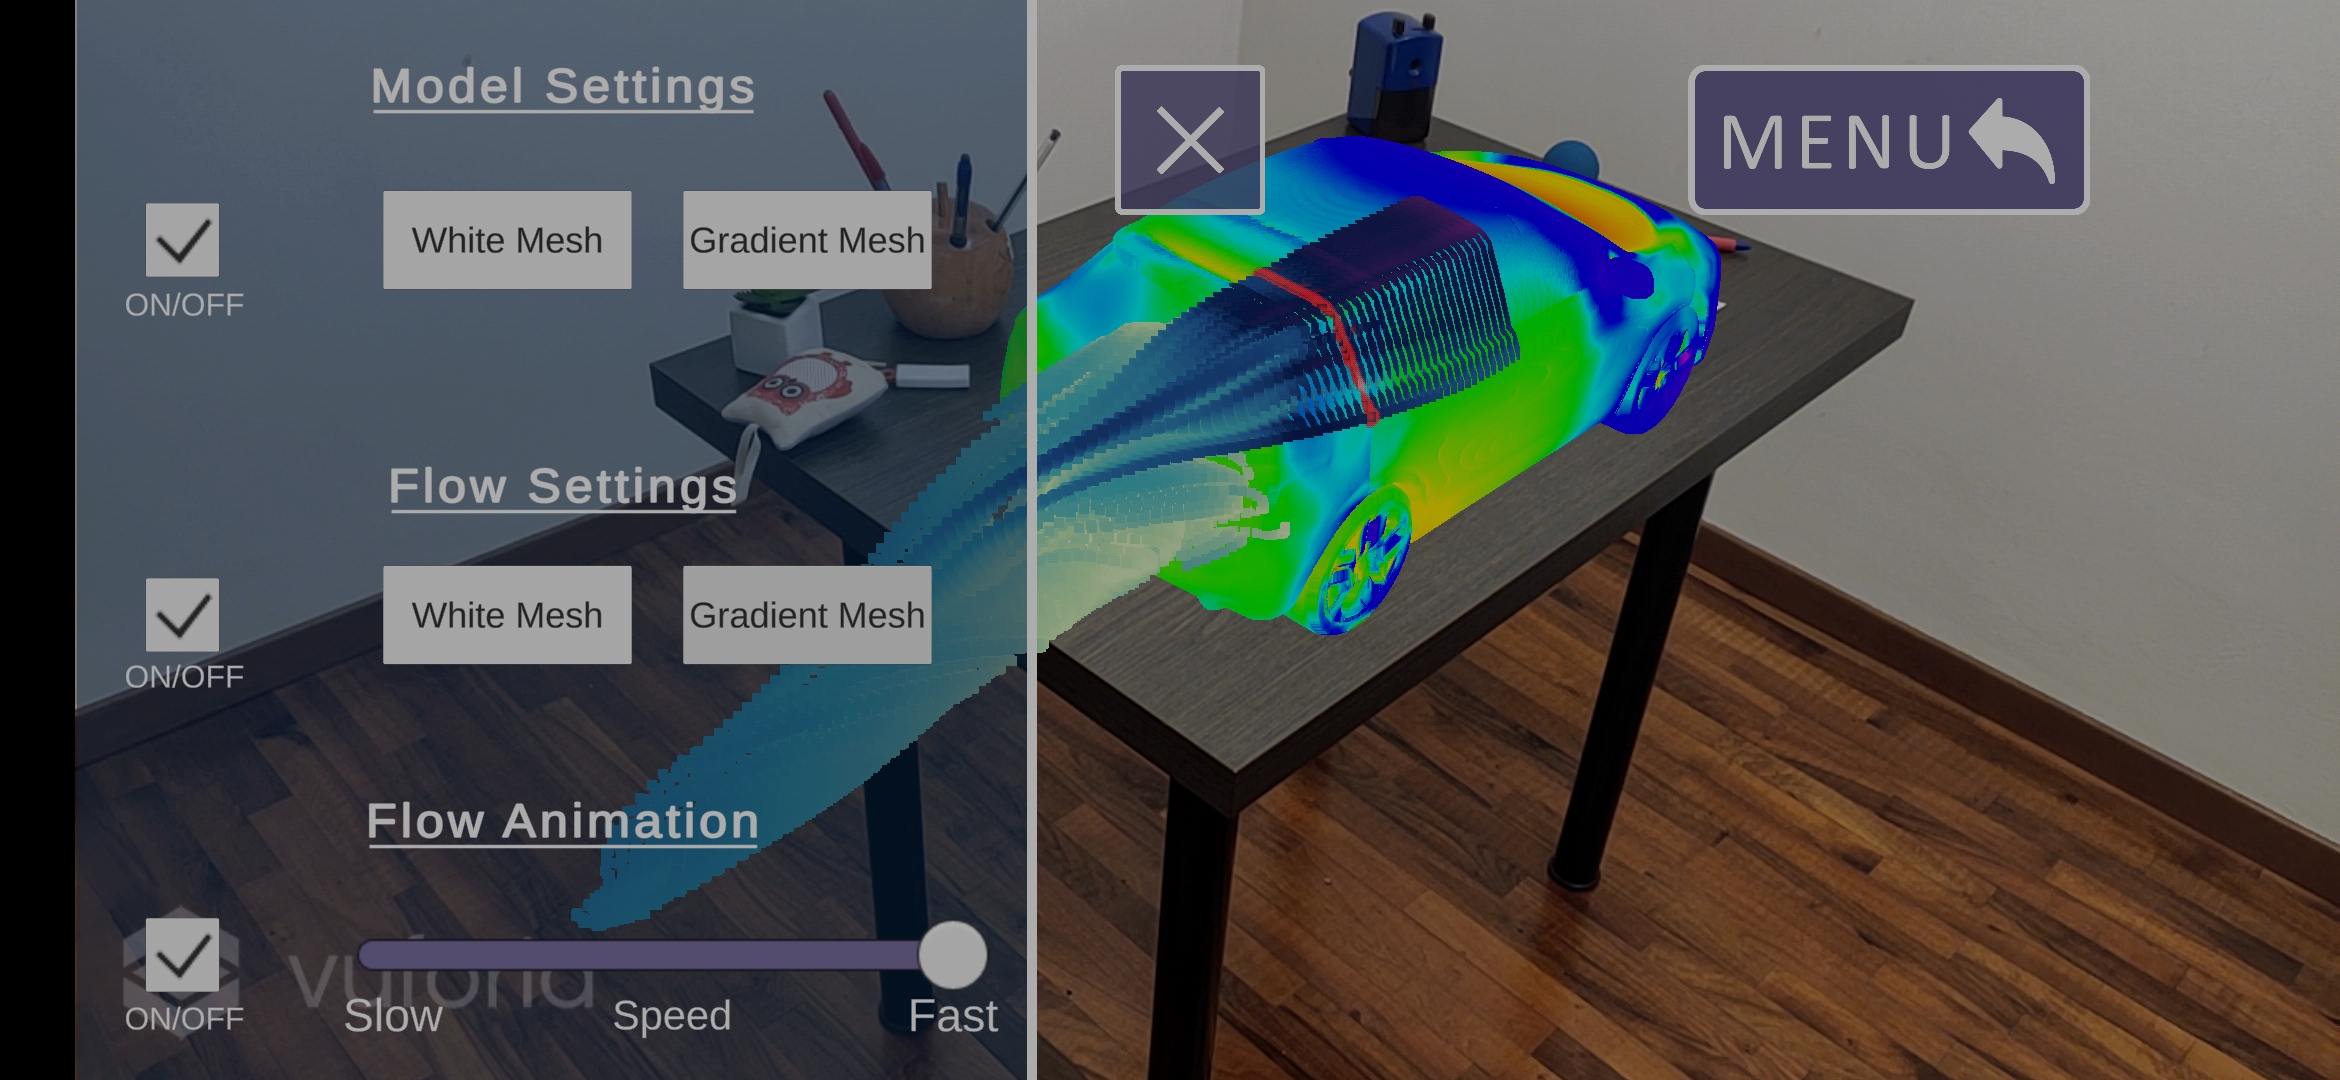 Model Settings
White Mesh
Gradient Mesh
ON/OFF
Flow Settings
White Mesh
Gradient Mesh
ON/OFF
Flow Animation
vuforia
ON/OFF
Slow
Speed
Fast
MENU